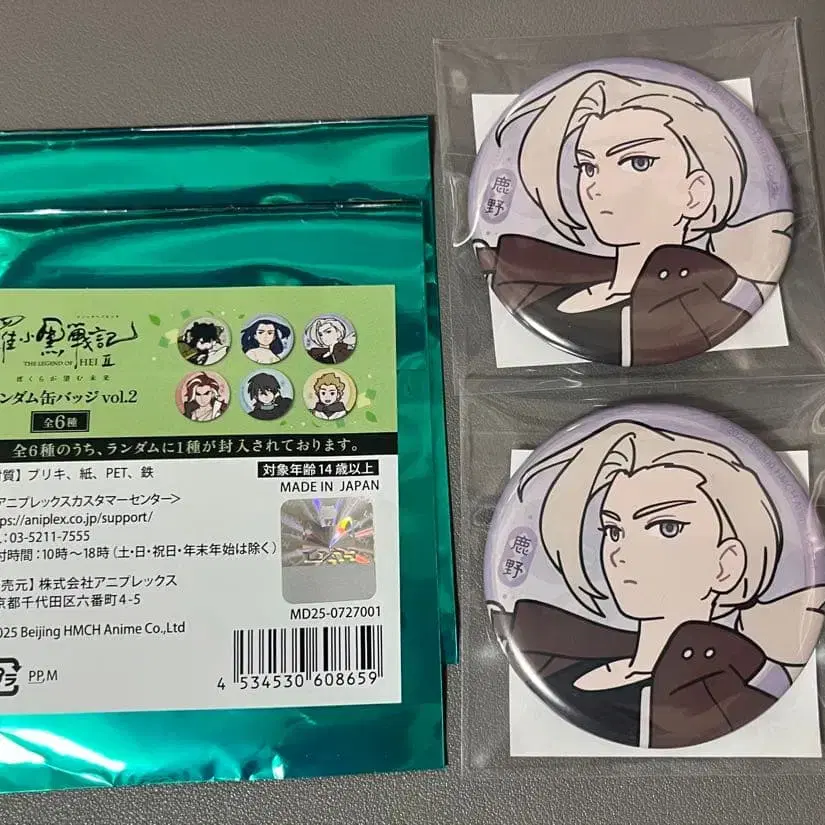 羅小黒戦記
THE LEGEND OF HEI II
ぼくらが望む未来
ンダム缶バッジ vol.2
全6種
全6種のうち、ランダムに1種が封入されております。
質】ブリキ、紙、PET、鉄
対象年齢14歳以上
MADE IN JAPAN
アニプレックスカスタマーセンター>
ps://aniplex.co.jp/support/
:03-5211-7555
付時間:10時〜18時(土・日・祝日・年末年始は除く)
売元】株式会社アニプレックス
京都千代田区六番町4-5
025 Beijing HMCH Anime Co.,Ltd
MD25-0727001
4 534530 608659
プラ
PP,M
鹿野
鹿野